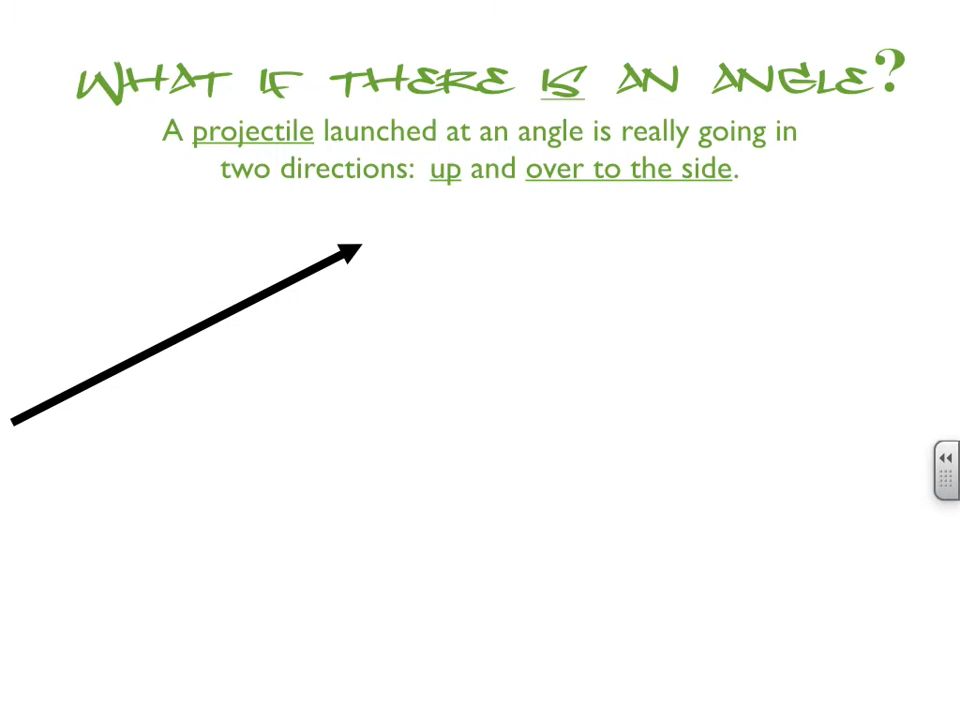 WHAT IF THERE IS AN ANGLE?
A projectile launched at an angle is really going in
two directions: up and over to the side.